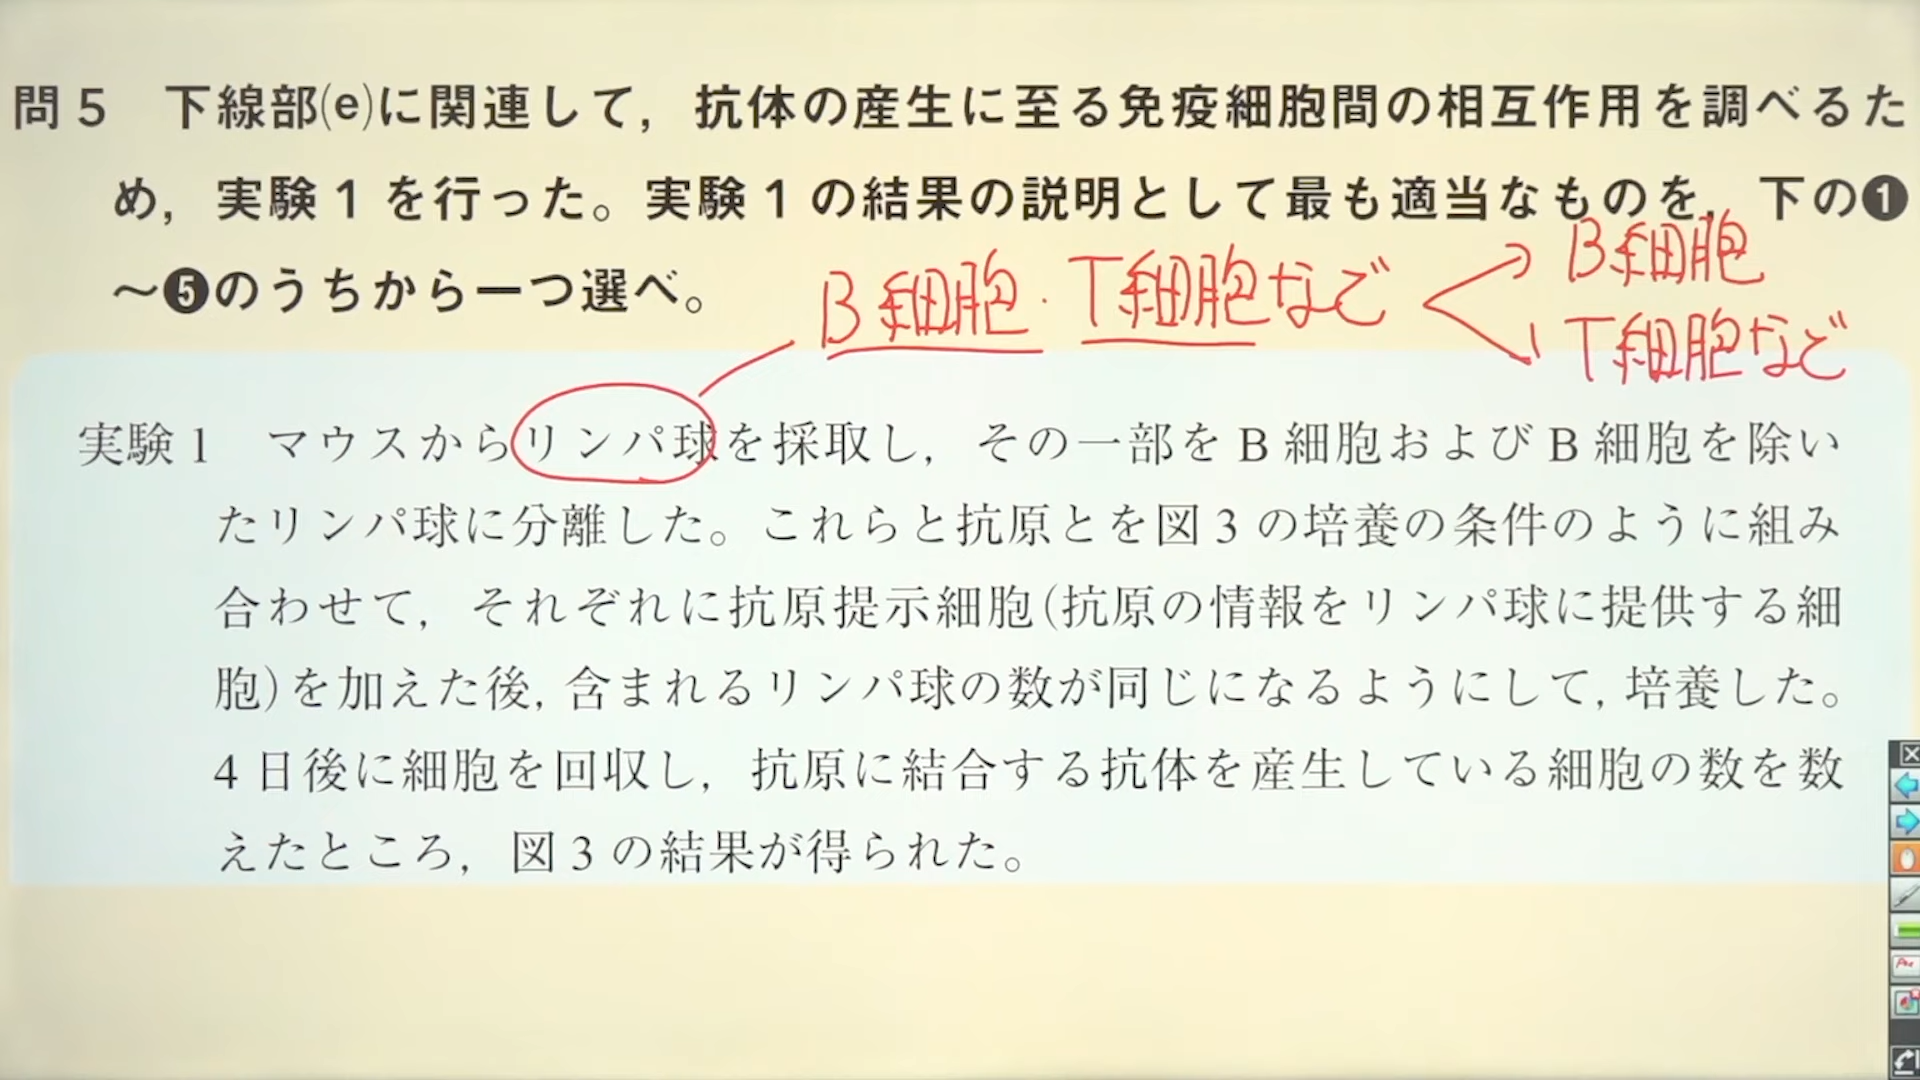 問5 下線部(e)に関連して，抗体の産生に至る免疫細胞間の相互作用を調べるた
め，実験1を行った。実験1の結果の説明として最も適当なものを，下の❶
～❺のうちから一つ選べ。
B細胞・T細胞など
B細胞
T細胞など
実験1 マウスからリンパ球を採取し，その一部をB細胞およびB細胞を除い
たリンパ球に分離した。これらと抗原とを図3の培養の条件のように組み
合わせて，それぞれに抗原提示細胞(抗原の情報をリンパ球に提供する細
胞)を加えた後，含まれるリンパ球の数が同じになるようにして，培養した。
4日後に細胞を回収し，抗原に結合する抗体を産生している細胞の数を数
えたところ，図3の結果が得られた。